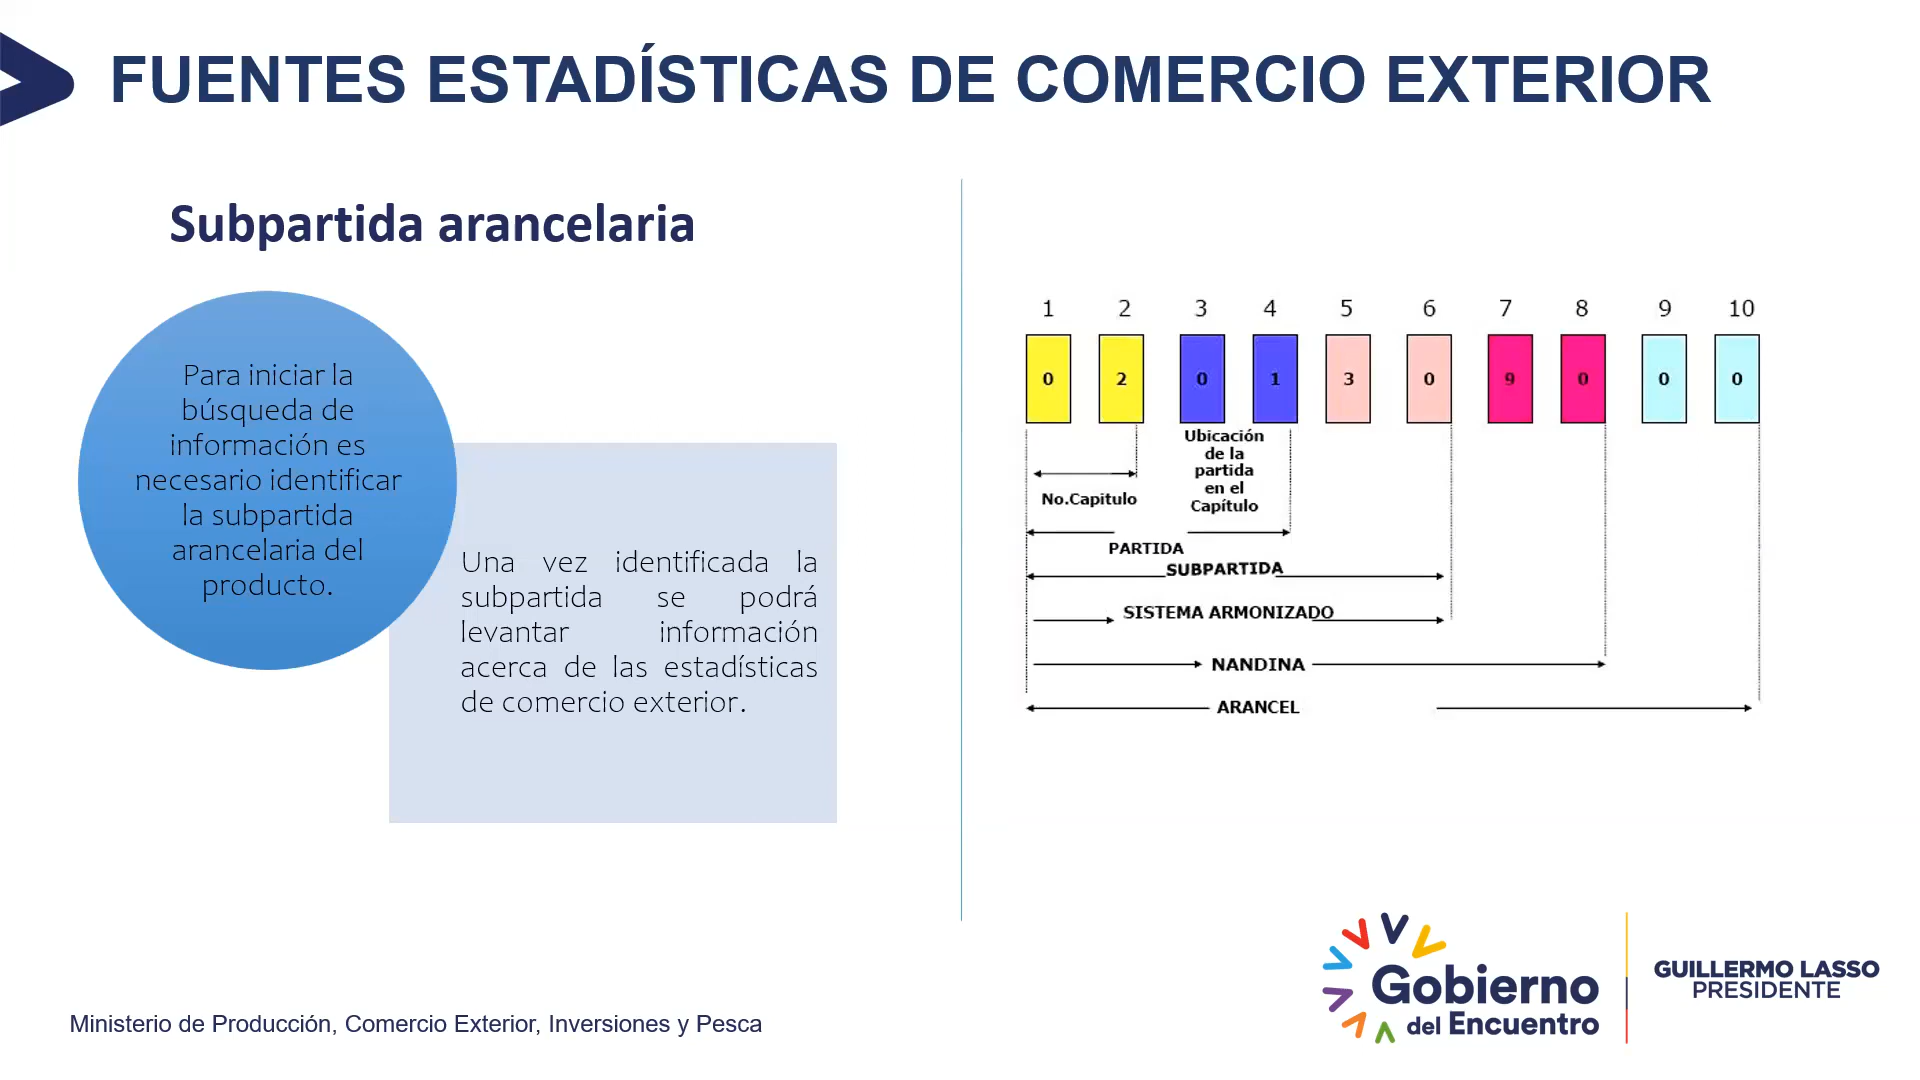 FUENTES ESTADÍSTICAS DE COMERCIO EXTERIOR
Subpartida arancelaria
Para iniciar la
búsqueda de
información es
necesario identificar
la subpartida
arancelaria del
producto.
Una vez identificada la
subpartida se podrá
levantar información
acerca de las estadísticas
de comercio exterior.
1 2 3 4 5 6 7 8 9 10
0 2 0 1 3 0 9 0 0 0
No.Capitulo
Ubicación
de la
partida
en el
Capítulo
PARTIDA
SUBPARTIDA
SISTEMA ARMONIZADO
NANDINA
ARANCEL
Ministerio de Producción, Comercio Exterior, Inversiones y Pesca
Gobierno
del Encuentro
GUILLERMO LASSO
PRESIDENTE